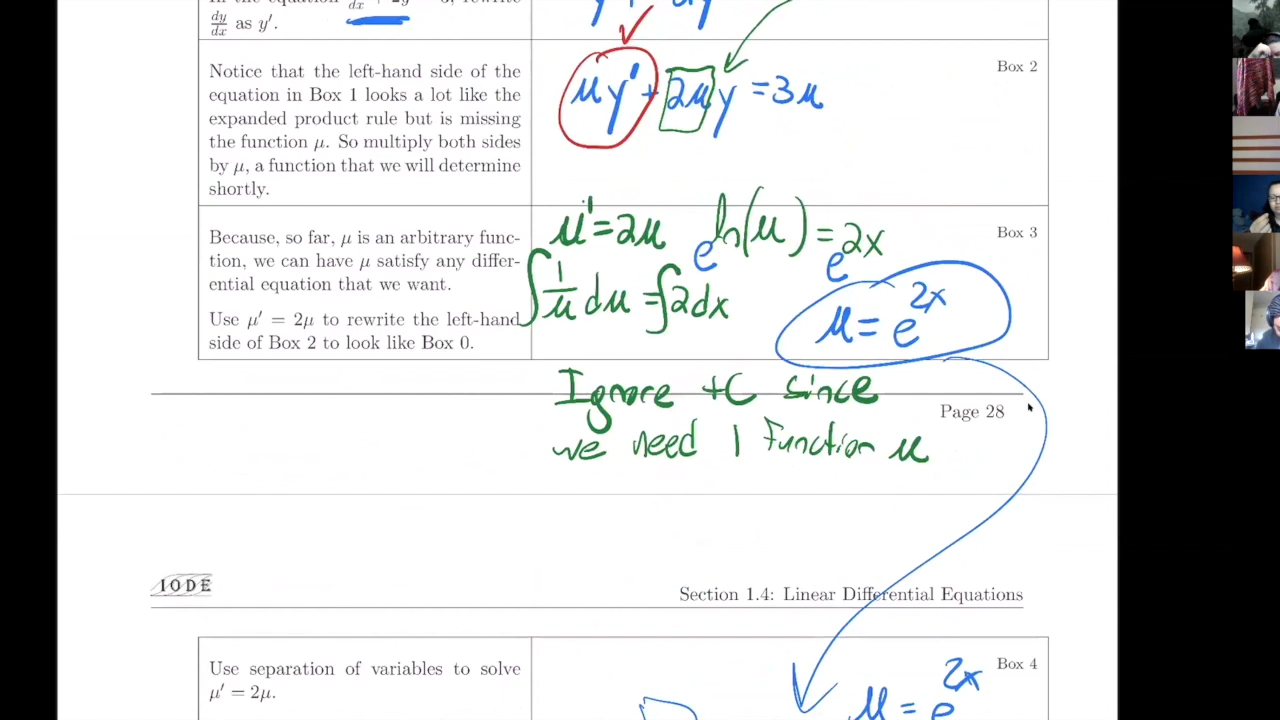 dy/dx as y′.
Notice that the left-hand side of the
equation in Box 1 looks a lot like the
expanded product rule but is missing
the function μ. So multiply both sides
by μ, a function that we will determine
shortly.
Box 2
μy' + 2μy = 3μ
Because, so far, μ is an arbitrary func-
tion, we can have μ satisfy any differ-
ential equation that we want.
Use μ′ = 2μ to rewrite the left-hand
side of Box 2 to look like Box 0.
Box 3
μ' = 2μ
∫ 1/μ dμ = ∫ 2dx
e^ln(μ) = e^2x
μ = e^2x
Ignore +C since
we need 1 function μ
Page 28
IODE
Section 1.4: Linear Differential Equations
Use separation of variables to solve
μ′ = 2μ.
Box 4
μ = e^2x